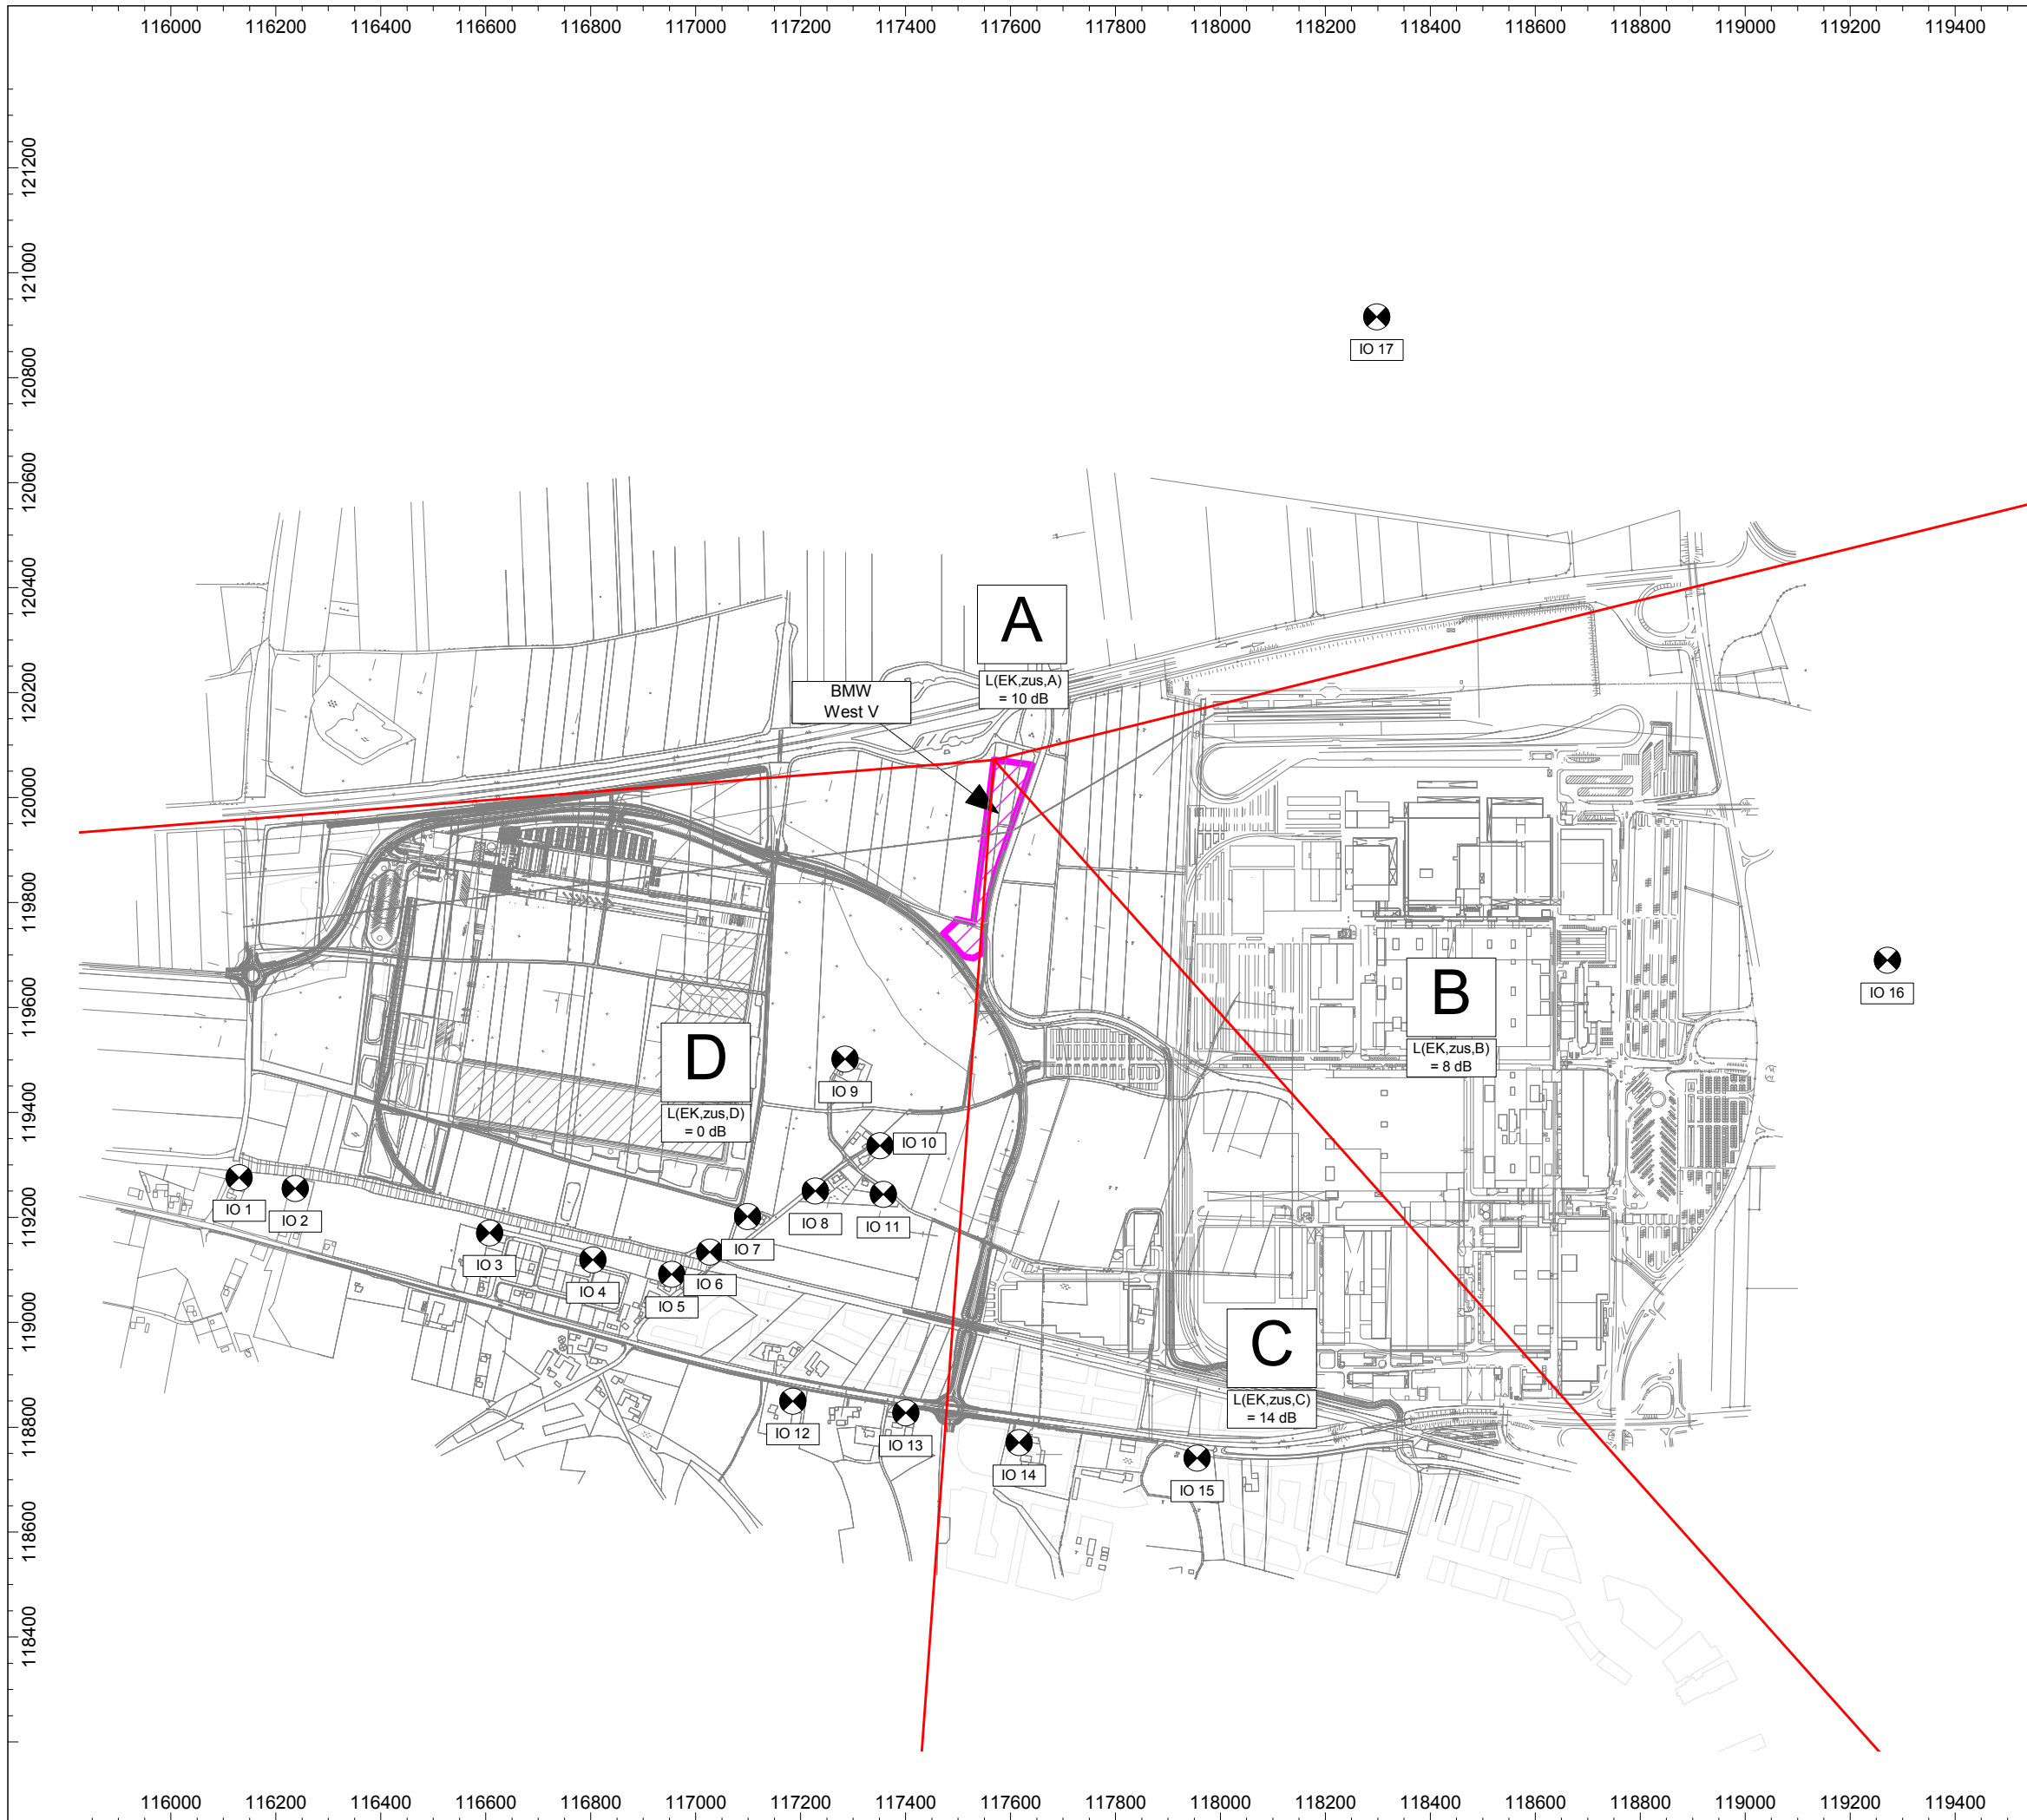 116000 116200 116400 116600 116800 117000 117200 117400 117600 117800 118000 118200 118400 118600 118800 119000 119200 119400
121200
121000
120800
120600
120400
120200
120000
119800
119600
119400
119200
119000
118800
118600
118400
IO 17
A
L(EK,zus,A)
= 10 dB
BMW
West V
B
L(EK,zus,B)
= 8 dB
IO 16
D
L(EK,zus,D)
= 0 dB
IO 9
IO 10
IO 1
IO 2
IO 8
IO 11
IO 7
IO 3
IO 6
IO 4
IO 5
C
L(EK,zus,C)
= 14 dB
IO 12
IO 13
IO 14
IO 15
116000 116200 116400 116600 116800 117000 117200 117400 117600 117800 118000 118200 118400 118600 118800 119000 119200 119400